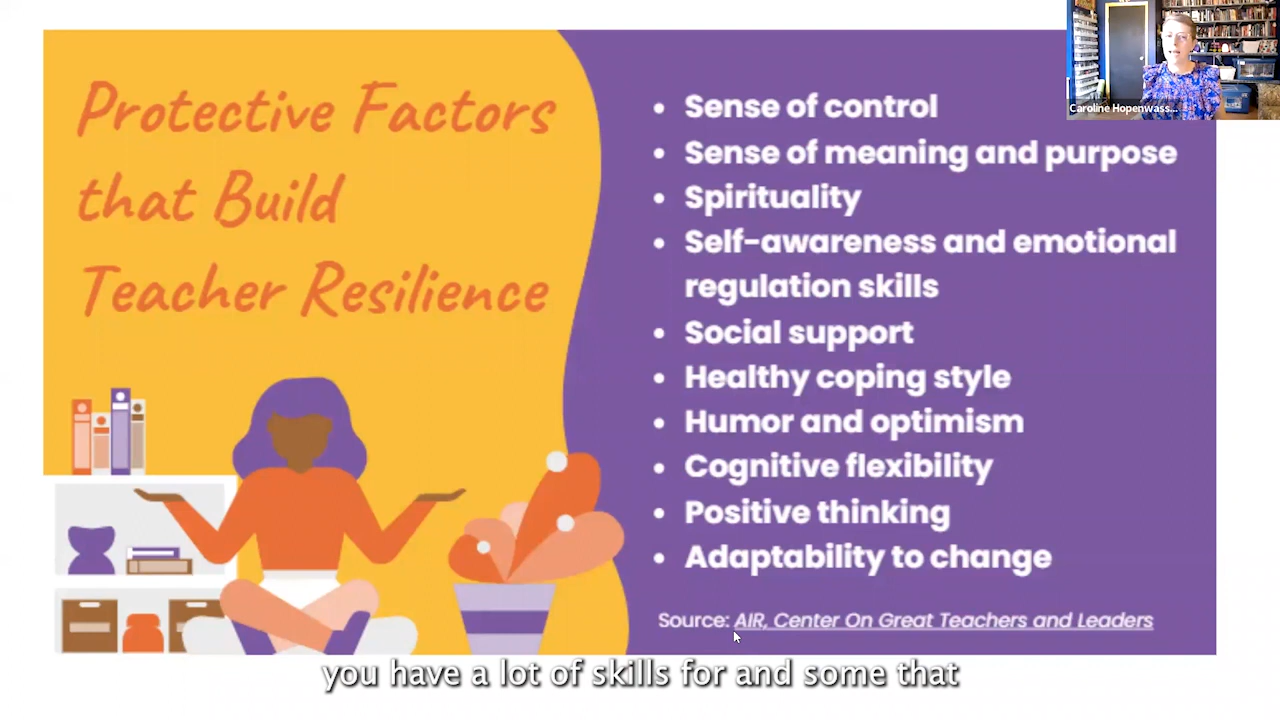 Protective Factors
that Build
Teacher Resilience
• Sense of control
• Sense of meaning and purpose
• Spirituality
• Self-awareness and emotional
regulation skills
• Social support
• Healthy coping style
• Humor and optimism
• Cognitive flexibility
• Positive thinking
• Adaptability to change
Source: AIR, Center On Great Teachers and Leaders
Caroline Hopenwass...
you have a lot of skills for and some that